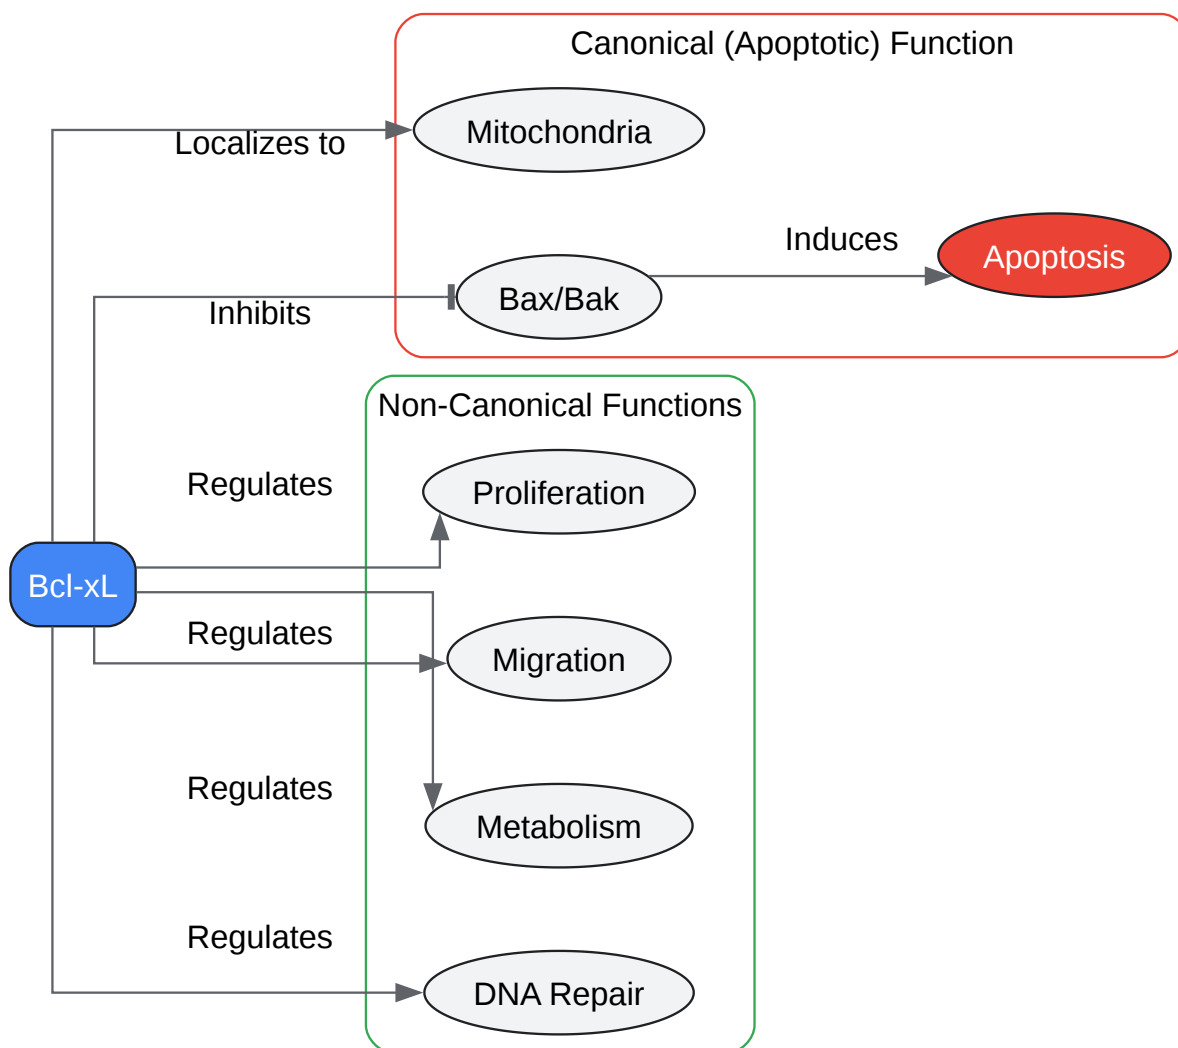 Canonical (Apoptotic) Function
Localizes to
Mitochondria
Induces
Apoptosis
Inhibits
Bax/Bak
Non-Canonical Functions
Regulates
Proliferation
Bcl-xL
Regulates
Migration
Regulates
Metabolism
Regulates
DNA Repair